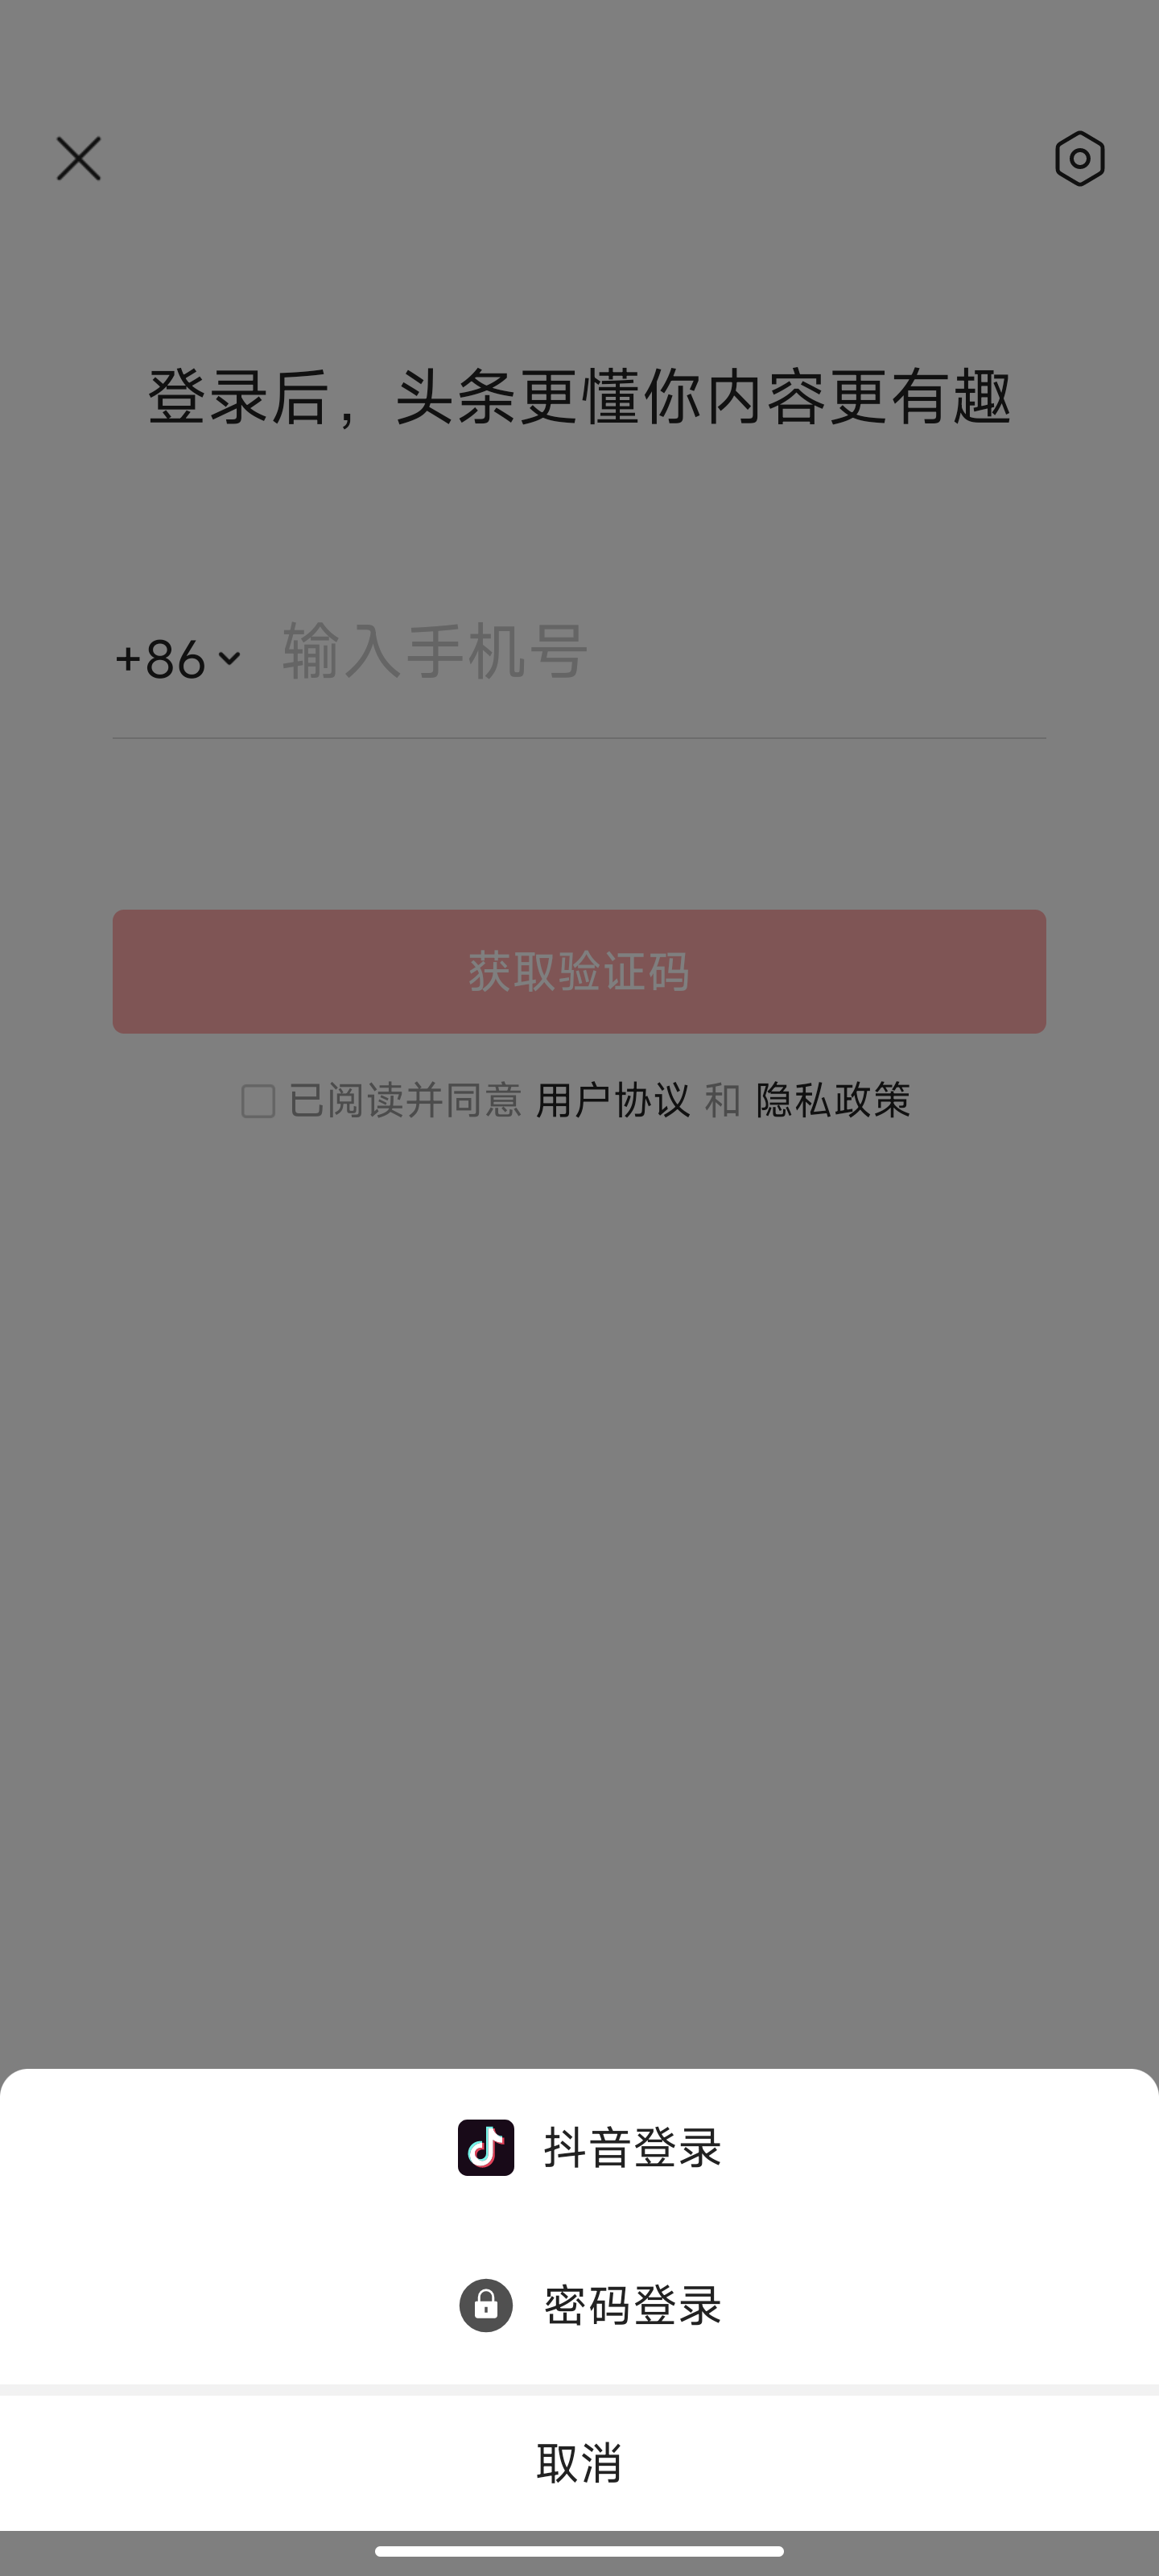 登录后，头条更懂你内容更有趣
+86 输入手机号
获取验证码
已阅读并同意 用户协议 和 隐私政策
抖音登录
密码登录
取消